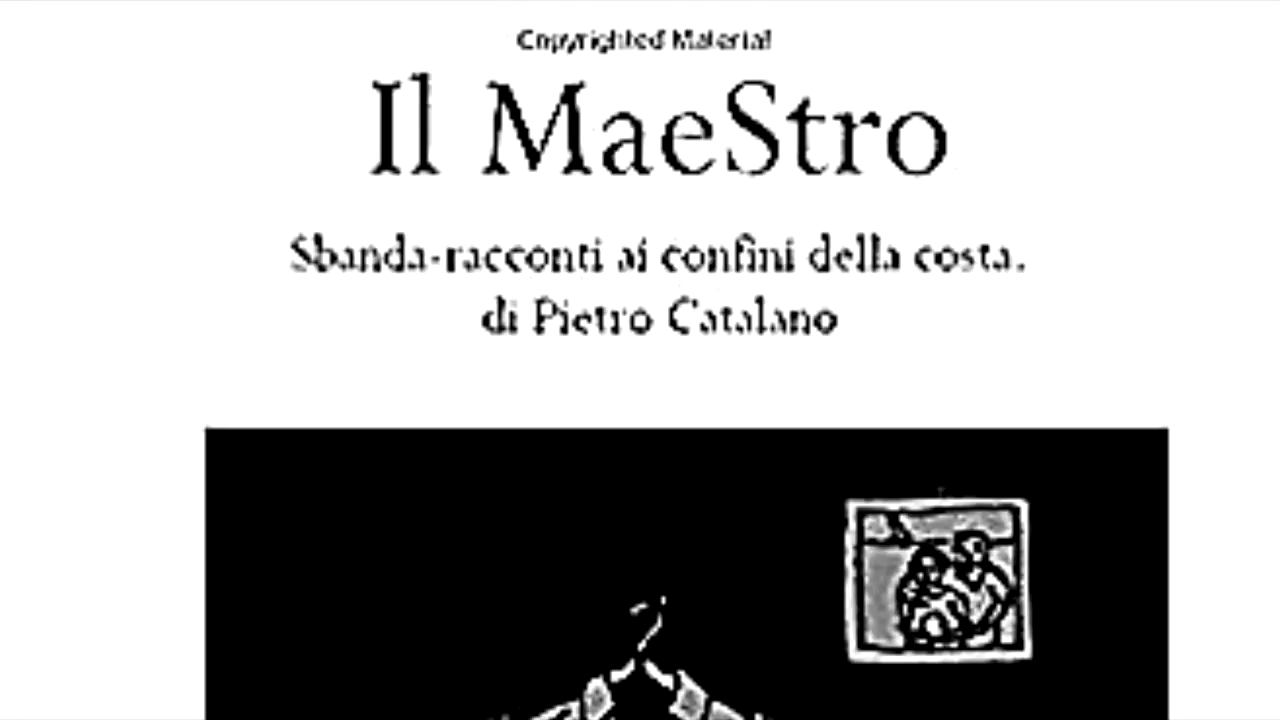 Copyrighted Material
Il MaeStro
Sbanda-racconti ai confini della costa.
di Pietro Catalano